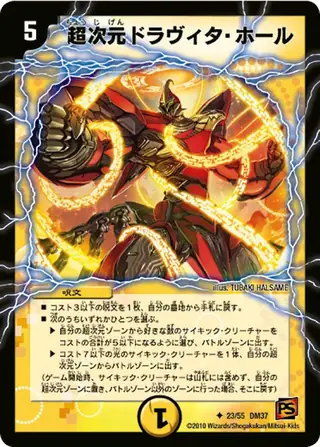 5
ちょうじげん
超次元ドラヴィタ・ホール
illus. TUBAKI HALSAME
呪文
■ コスト3以下の呪文を1枚、自分の墓地から手札に戻す。
■ 次のうちいずれかひとつを選ぶ。
▶自分の超次元ゾーンから好きな数のサイキック・クリーチャーを
コストの合計が5以下になるように選び、バトルゾーンに出す。
▶コスト7以下の光のサイキック・クリーチャーを1体、自分の超次
元ゾーンからバトルゾーンに出す。
(ゲーム開始時、サイキック・クリーチャーは山札には含めず、自分
の超次元ゾーンに置き、バトルゾーン以外のゾーンに行った場合、そこに戻す)
23/55 DM37
©2010 Wizards/Shogakukan/Mitsui-Kids